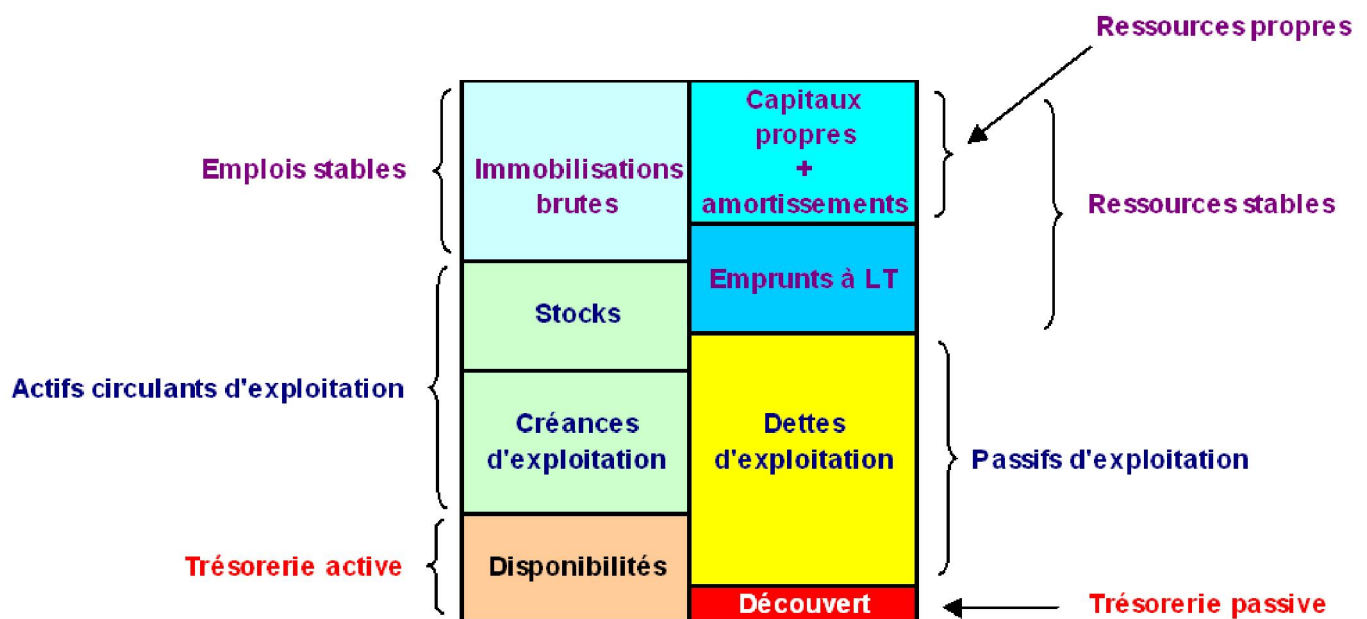 Ressources propres
Capitaux
propres
+
amortissements
Emplois stables
Immobilisations
brutes
Ressources stables
Emprunts à LT
Stocks
Actifs circulants d'exploitation
Créances
d'exploitation
Dettes
d'exploitation
Passifs d'exploitation
Trésorerie active
Disponibilités
Découvert
Trésorerie passive